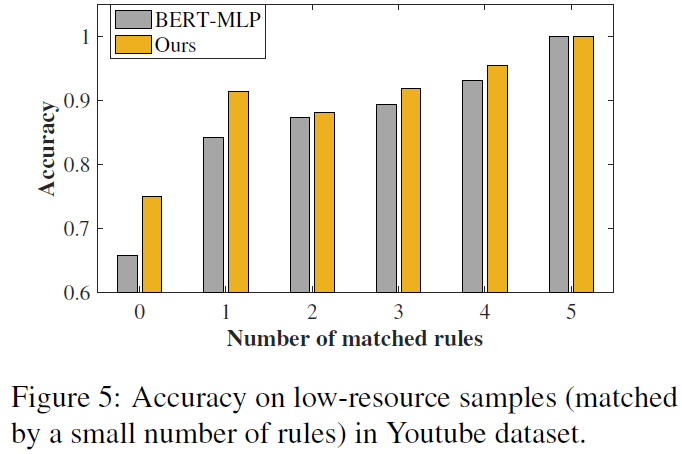 BERT-MLP
Ours
1
0.9
0.8
0.7
0.6
Accuracy
0 1 2 3 4 5
Number of matched rules
Figure 5: Accuracy on low-resource samples (matched
by a small number of rules) in Youtube dataset.